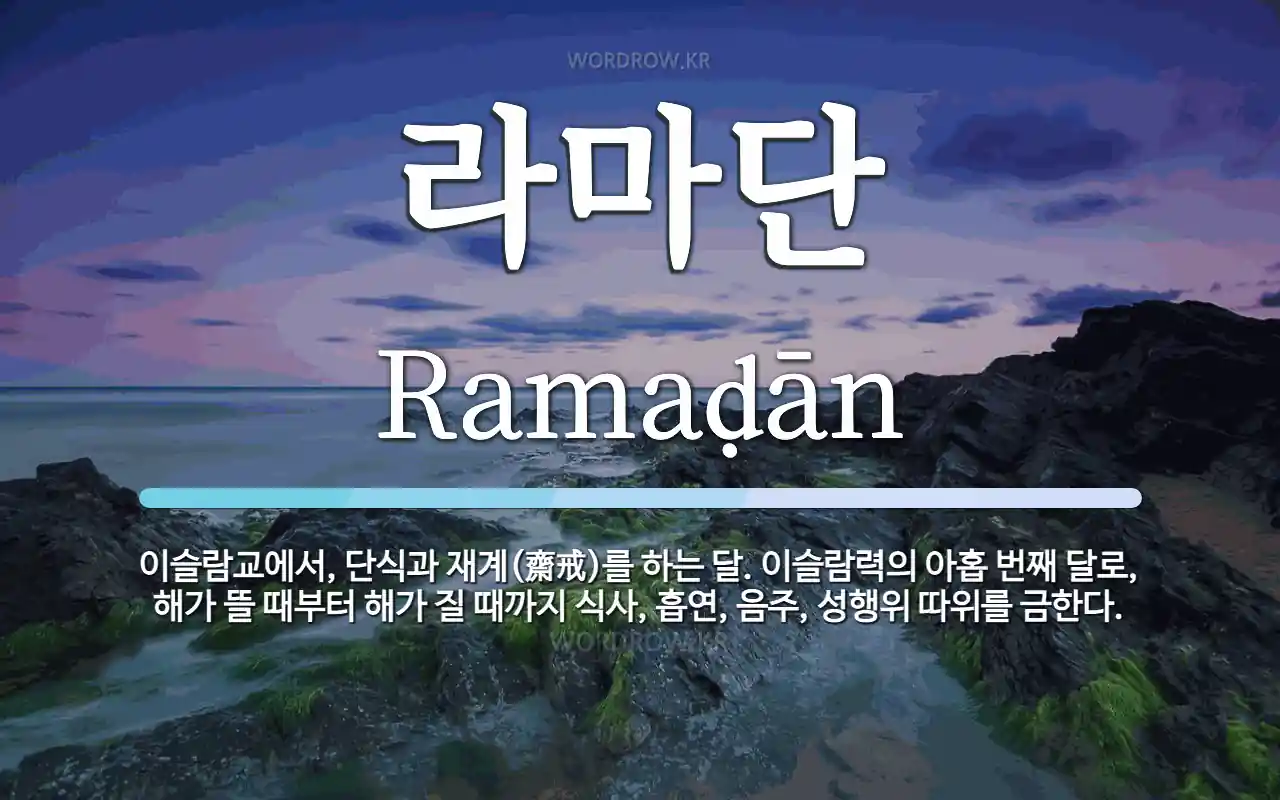 WORDROW.KR
라마단
Ramaḍān
이슬람교에서, 단식과 재계(齋戒)를 하는 달. 이슬람력의 아홉 번째 달로,
해가 뜰 때부터 해가 질 때까지 식사, 흡연, 음주, 성행위 따위를 금한다.
WORDROW.KR